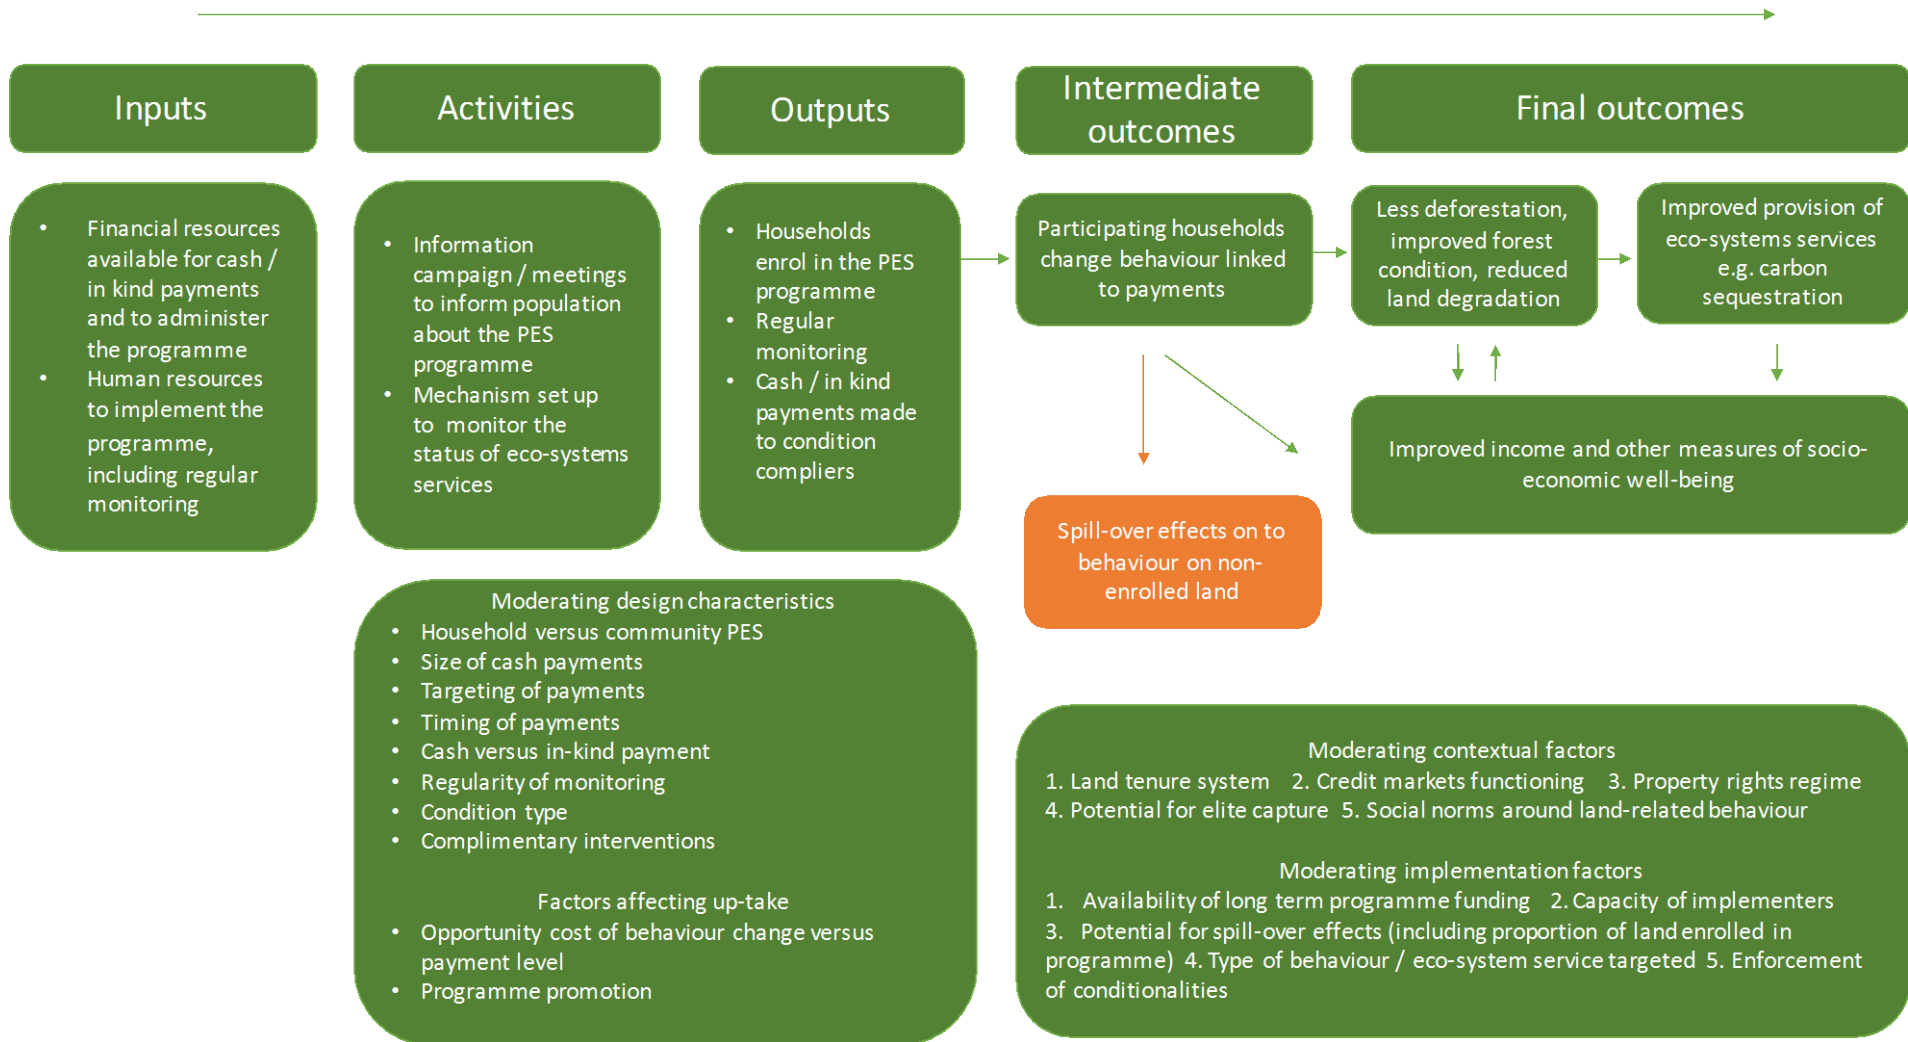 Inputs
Activities
Outputs
Intermediate
outcomes
Final outcomes
• Financial resources
available for cash /
in kind payments
and to administer
the programme
• Human resources
to implement the
programme,
including regular
monitoring
• Information
campaign / meetings
to inform population
about the PES
programme
• Mechanism set up
to monitor the
status of eco-systems
services
• Households
enrol in the PES
programme
• Regular
monitoring
• Cash / in kind
payments made
to condition
compliers
Participating households
change behaviour linked
to payments
Less deforestation,
improved forest
condition, reduced
land degradation
Improved provision of
eco-systems services
e.g. carbon
sequestration
Improved income and other measures of socio-
economic well-being
Spill-over effects on to
behaviour on non-
enrolled land
Moderating design characteristics
• Household versus community PES
• Size of cash payments
• Targeting of payments
• Timing of payments
• Cash versus in-kind payment
• Regularity of monitoring
• Condition type
• Complimentary interventions
Factors affecting up-take
• Opportunity cost of behaviour change versus
payment level
• Programme promotion
Moderating contextual factors
1. Land tenure system 2. Credit markets functioning 3. Property rights regime
4. Potential for elite capture 5. Social norms around land-related behaviour
Moderating implementation factors
1. Availability of long term programme funding 2. Capacity of implementers
3. Potential for spill-over effects (including proportion of land enrolled in
programme) 4. Type of behaviour / eco-system service targeted 5. Enforcement
of conditionalities